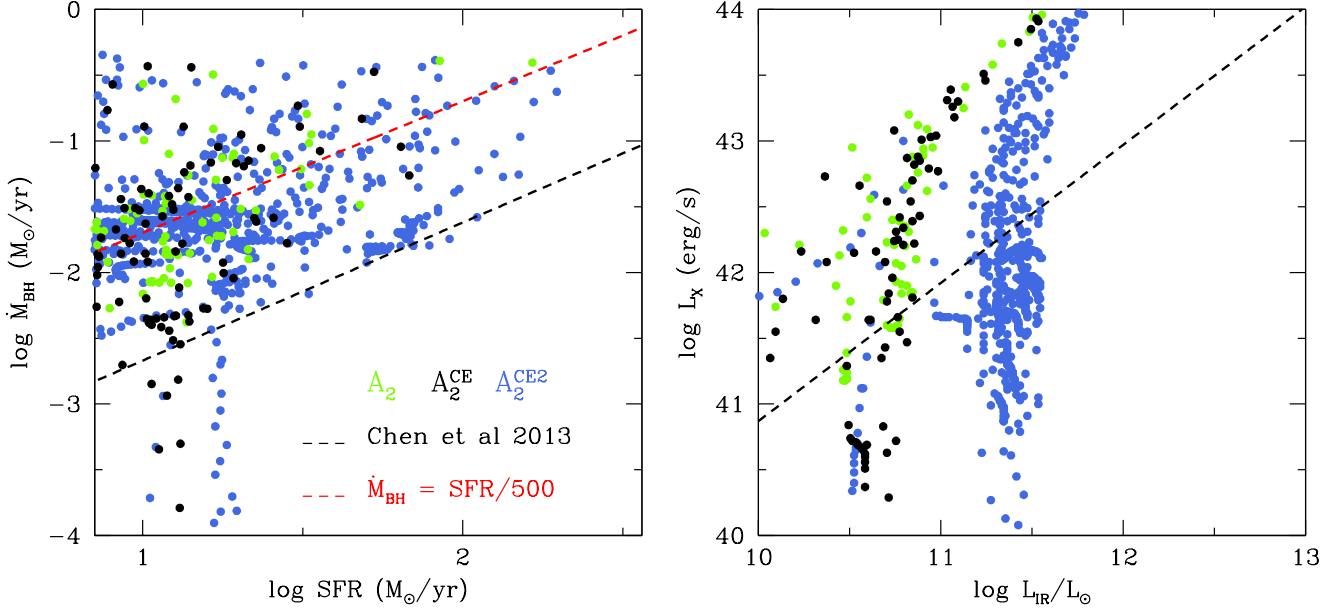 0
−1
−2
−3
−4
log Ṁ_BH (M_⊙/yr)
1
2
log SFR (M_⊙/yr)
A_2 A_2^CE A_2^CE2
Chen et al 2013
Ṁ_BH = SFR/500
44
43
42
41
40
log L_X (erg/s)
10
11
12
13
log L_IR/L_⊙